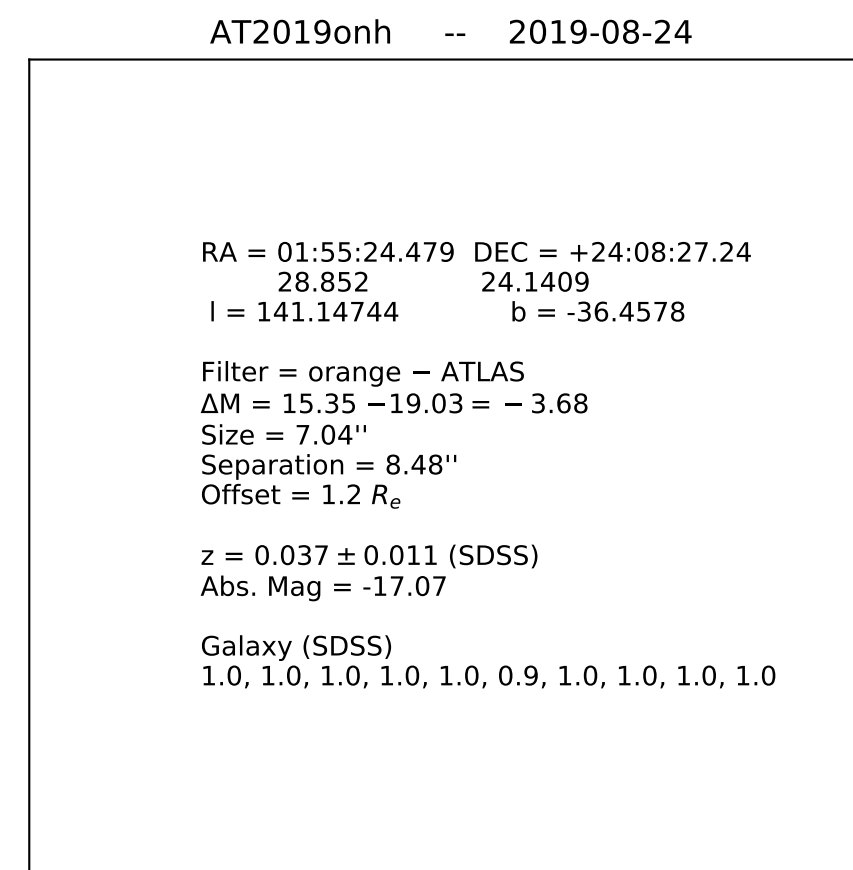 AT2019onh -- 2019-08-24
RA = 01:55:24.479 DEC = +24:08:27.24
28.852 24.1409
l = 141.14744 b = -36.4578
Filter = orange − ATLAS
ΔM = 15.35 −19.03 = − 3.68
Size = 7.04''
Separation = 8.48''
Offset = 1.2 Rₑ
z = 0.037 ± 0.011 (SDSS)
Abs. Mag = -17.07
Galaxy (SDSS)
1.0, 1.0, 1.0, 1.0, 1.0, 0.9, 1.0, 1.0, 1.0, 1.0